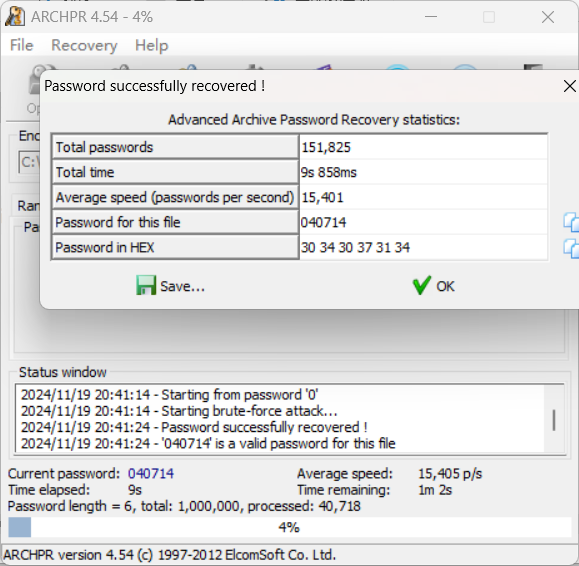 ARCHPR 4.54 - 4%
File Recovery Help
Password successfully recovered !
Advanced Archive Password Recovery statistics:
Total passwords 151,825
Total time 9s 858ms
Average speed (passwords per second) 15,401
Password for this file 040714
Password in HEX 30 34 30 37 31 34
Save... OK
Status window
2024/11/19 20:41:14 - Starting from password '0'
2024/11/19 20:41:14 - Starting brute-force attack...
2024/11/19 20:41:24 - Password successfully recovered !
2024/11/19 20:41:24 - '040714' is a valid password for this file
Current password: 040714 Average speed: 15,405 p/s
Time elapsed: 9s Time remaining: 1m 2s
Password length = 6, total: 1,000,000, processed: 40,718
4%
ARCHPR version 4.54 (c) 1997-2012 ElcomSoft Co. Ltd.